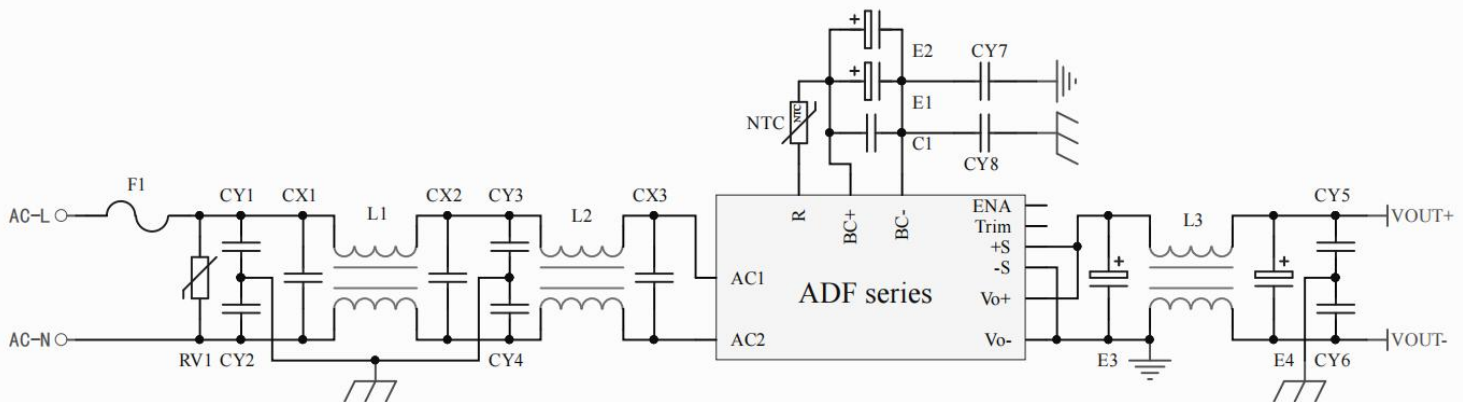 +
E2
CY7
+
E1
NTC
NTC
C1
CY8
F1
CY1
CX1
CX2
CY3
CX3
CY5
AC-L
L1
L2
L3
VOUT+
R
BC+
BC-
ENA
Trim
+S
-S
+
+
AC1
ADF series
Vo+
AC-N
AC2
Vo-
VOUT-
RV1
CY2
CY4
E3
E4
CY6